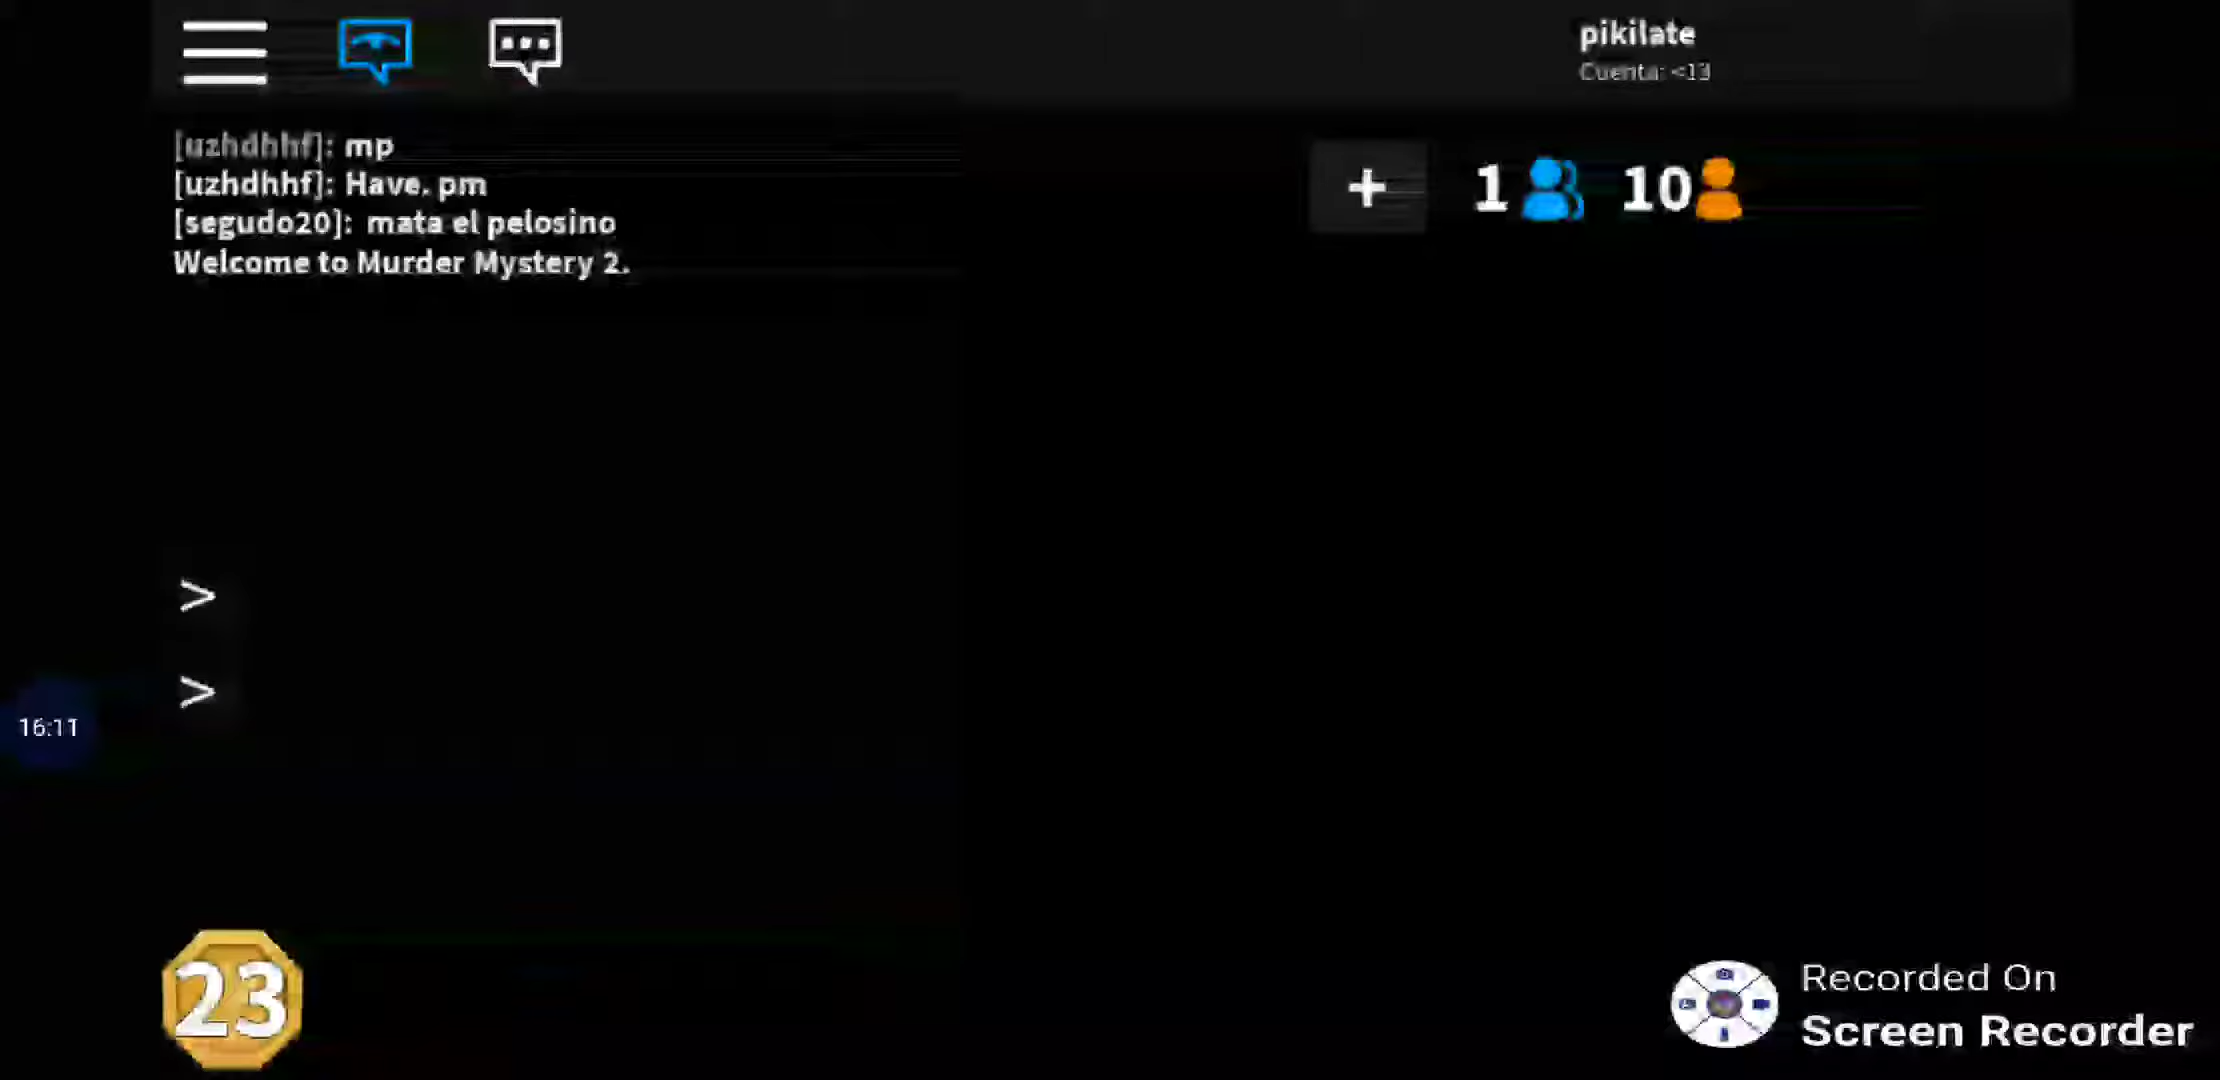 pikilate
Cuenta: <13
[uzhdhhf]: mp
[uzhdhhf]: Have. pm
[segudo20]: mata el pelosino
Welcome to Murder Mystery 2.
+ 1 10
>
>
16:11
23
Recorded On
Screen Recorder